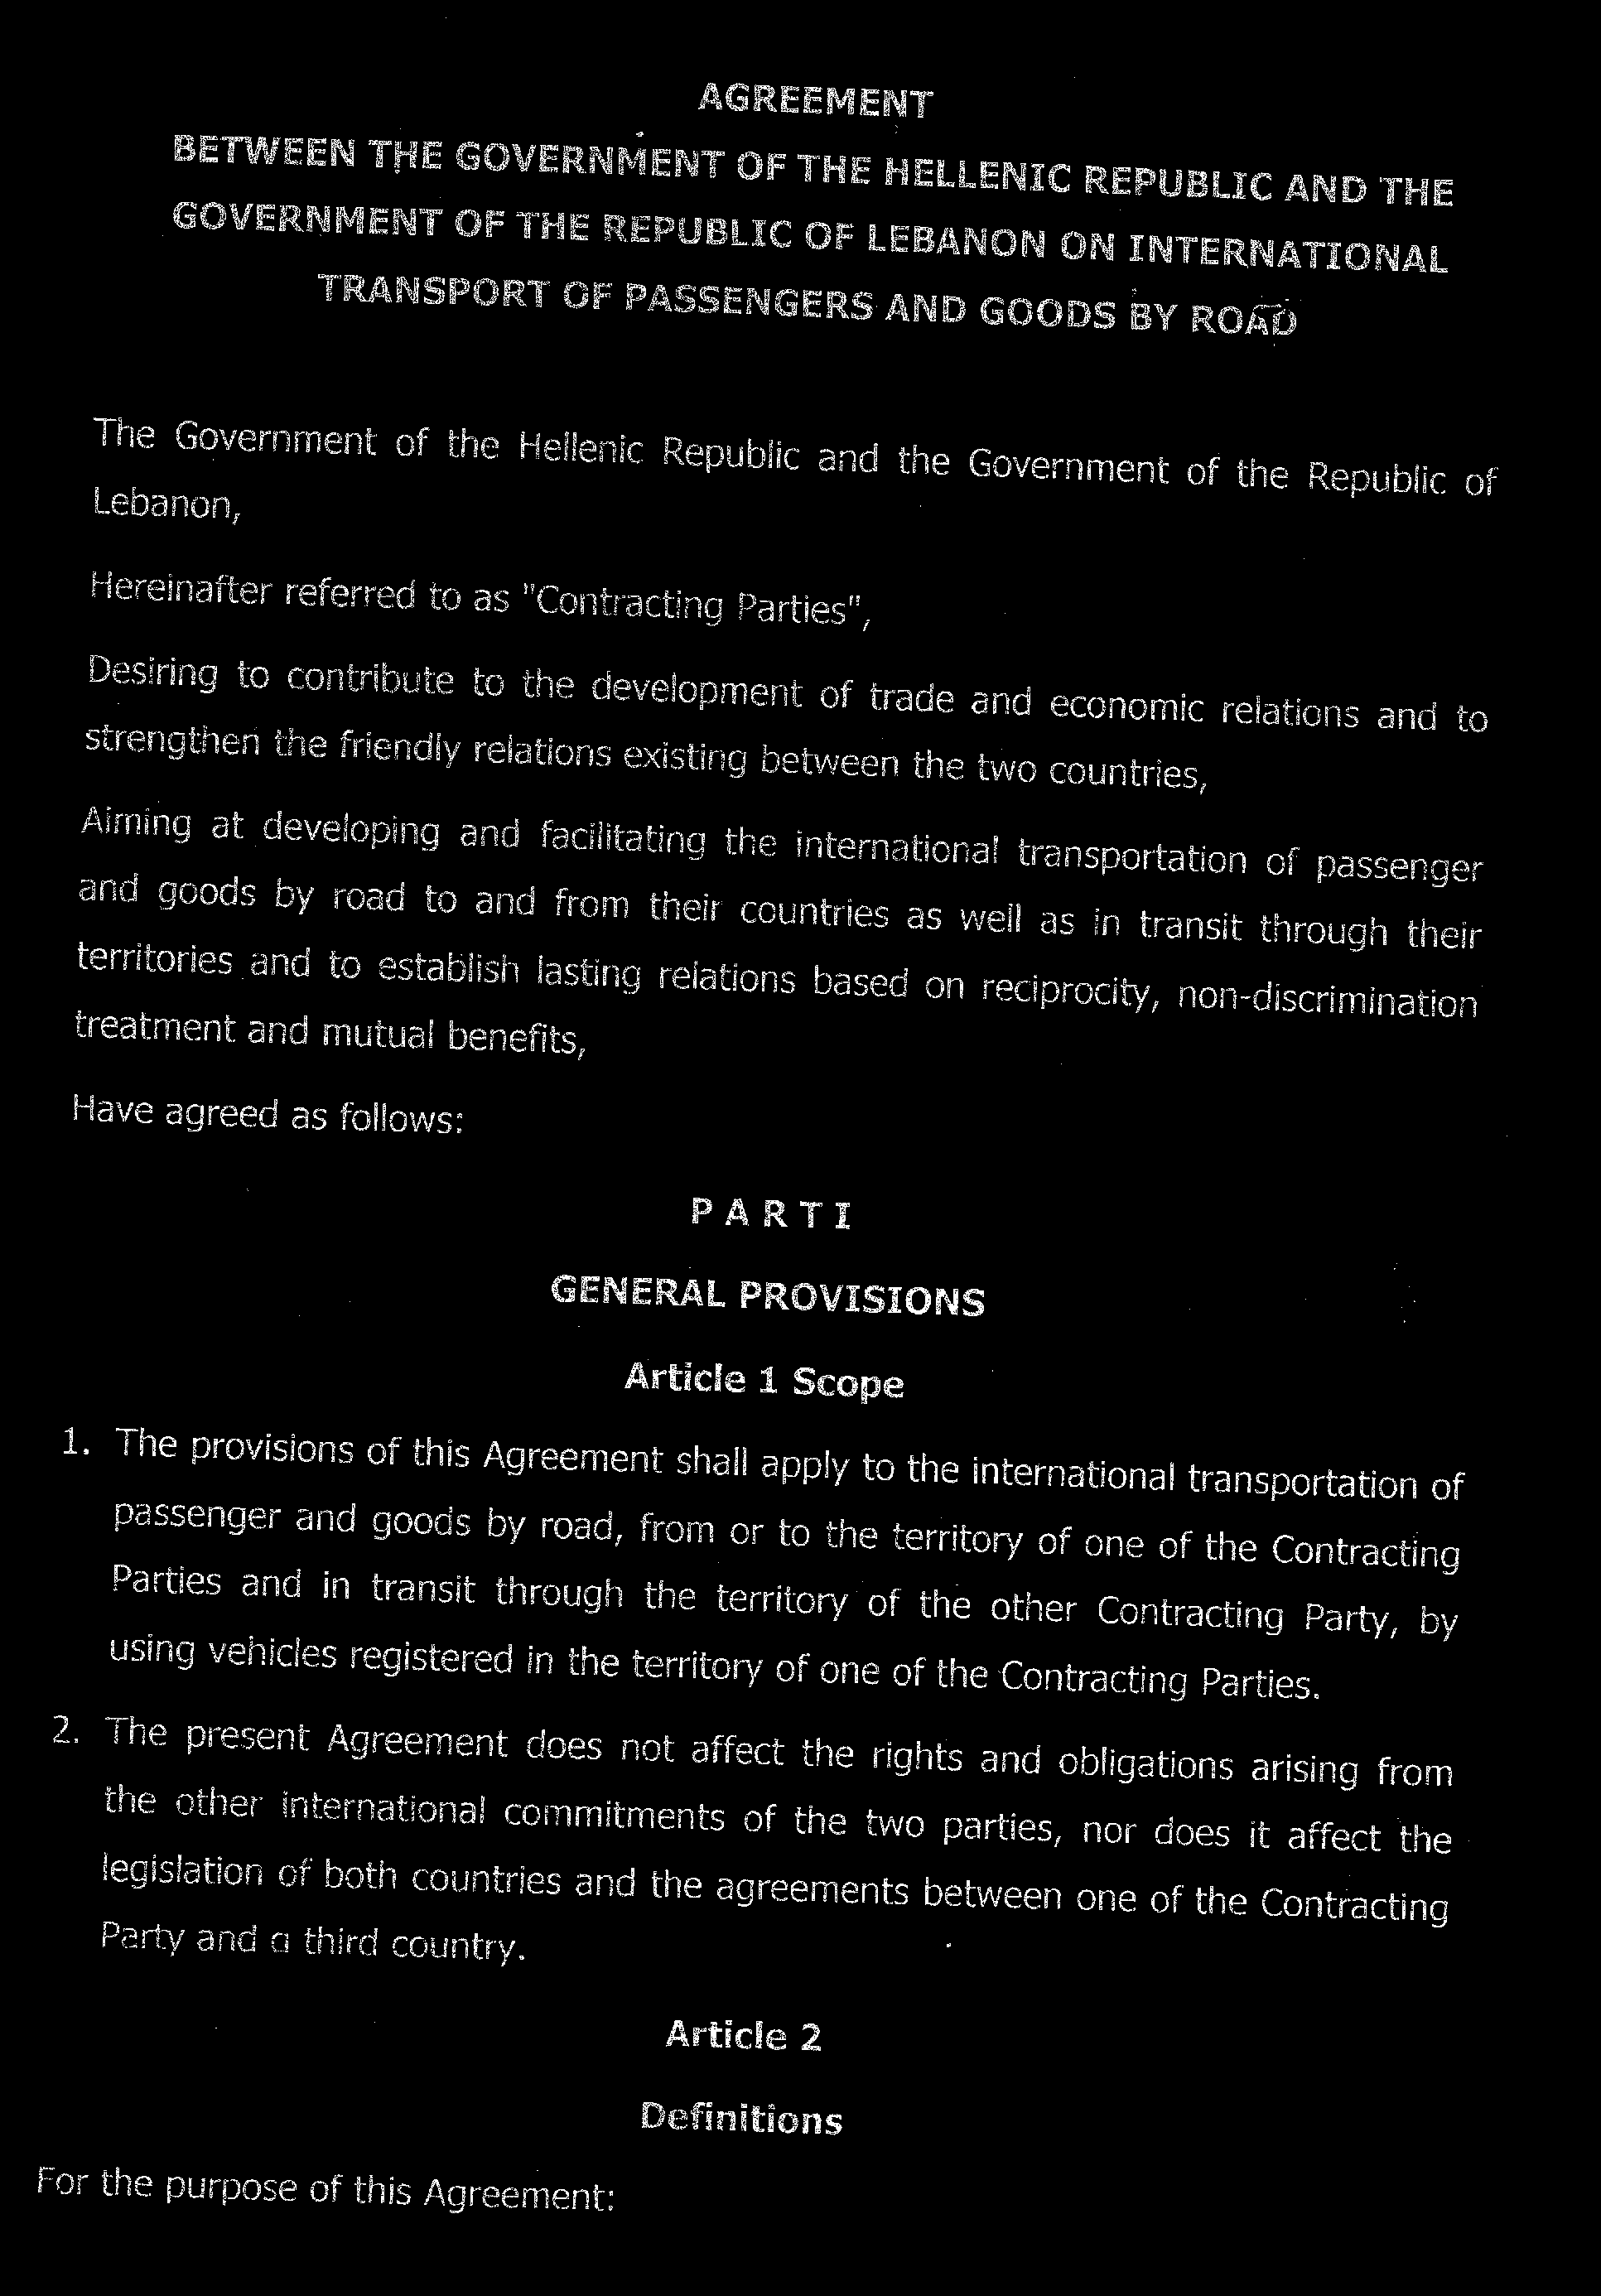 AGREEMENT
BETWEEN THE GOVERNMENT OF THE HELLENIC REPUBLIC AND THE
GOVERNMENT OF THE REPUBLIC OF LEBANON ON INTERNATIONAL
TRANSPORT OF PASSENGERS AND GOODS BY ROAD
The Government of the Hellenic Republic and the Government of the Republic of
Lebanon,
Hereinafter referred to as "Contracting Parties",
Desiring to contribute to the development of trade and economic relations and to
strengthen the friendly relations existing between the two countries,
Aiming at developing and facilitating the international transportation of passenger
and goods by road to and from their countries as well as in transit through their
territories and to establish lasting relations based on reciprocity, non-discrimination
treatment and mutual benefits,
Have agreed as follows:
P A R T I
GENERAL PROVISIONS
Article 1 Scope
1. The provisions of this Agreement shall apply to the international transportation of
passenger and goods by road, from or to the territory of one of the Contracting
Parties and in transit through the territory of the other Contracting Party, by
using vehicles registered in the territory of one of the Contracting Parties.
2. The present Agreement does not affect the rights and obligations arising from
the other international commitments of the two parties, nor does it affect the
legislation of both countries and the agreements between one of the Contracting
Party and a third country.
Article 2
Definitions
For the purpose of this Agreement: